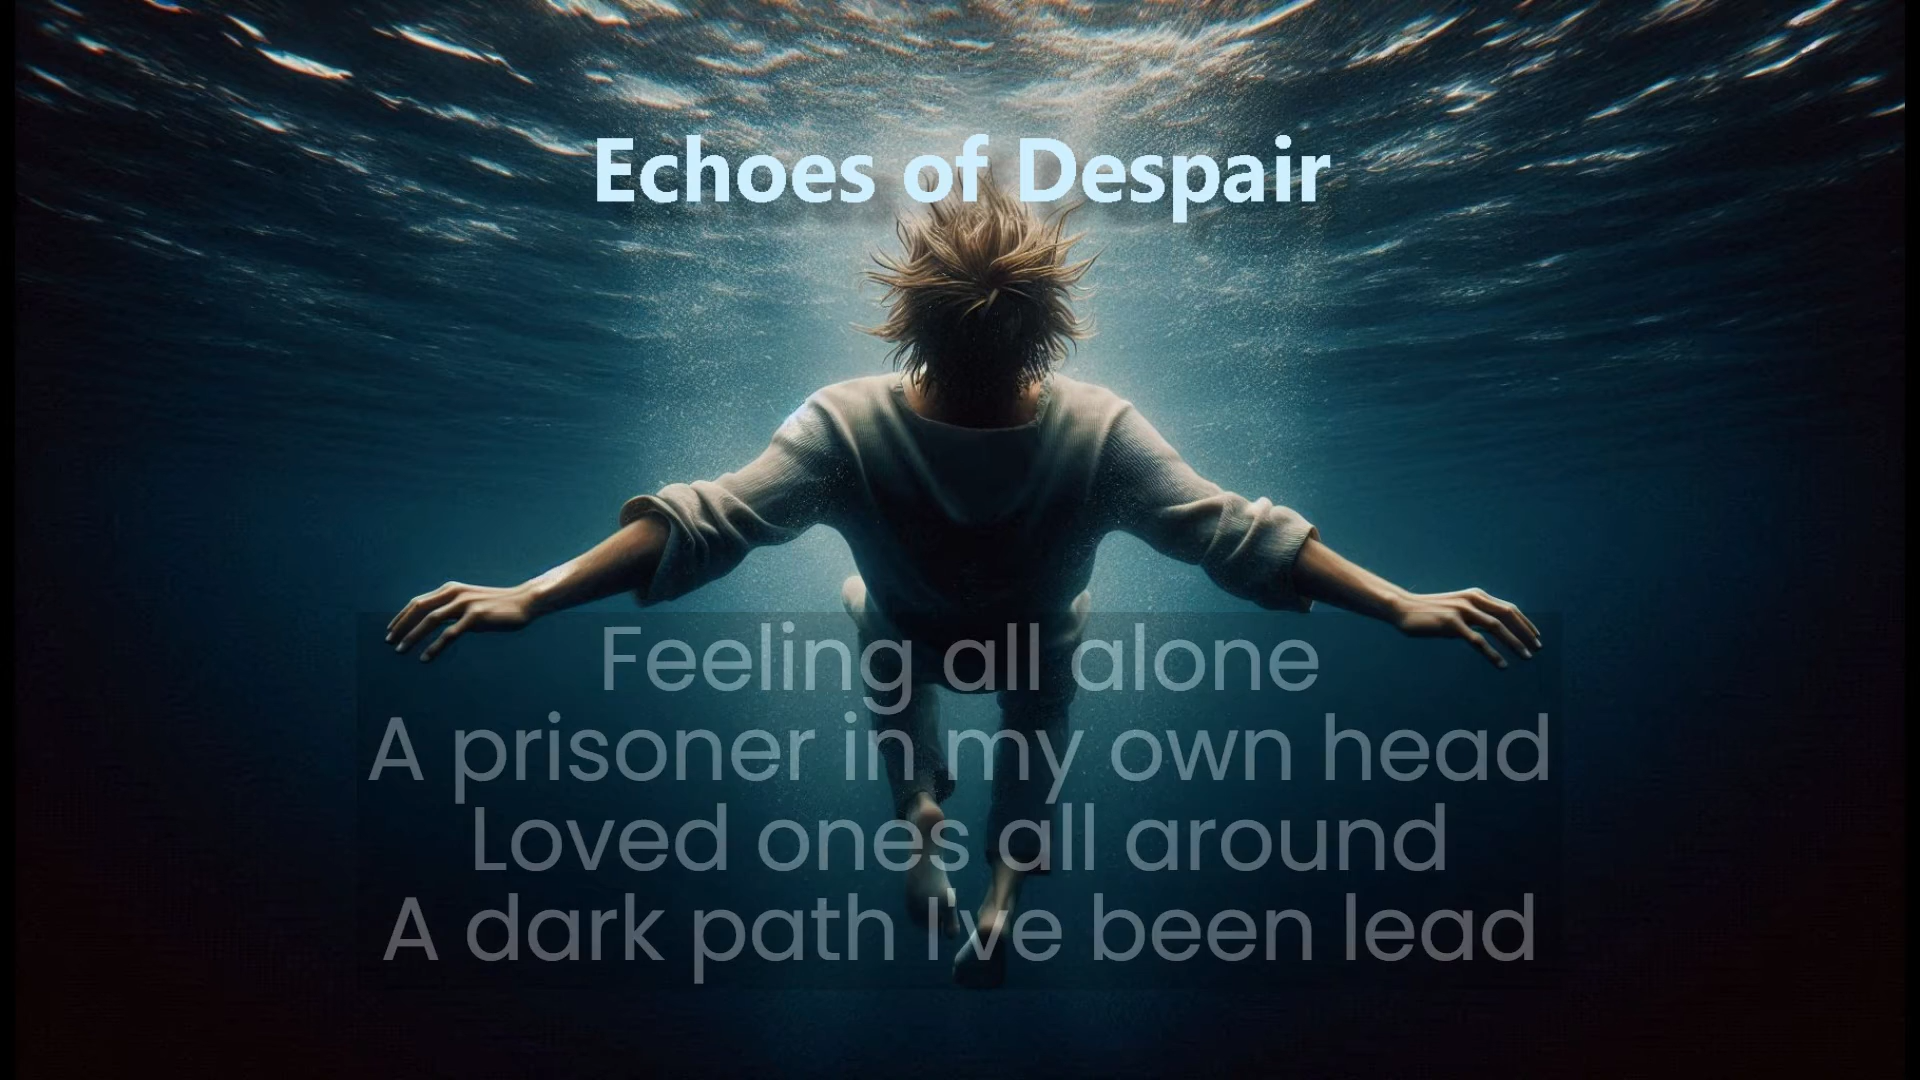 Echoes of Despair
Feeling all alone
A prisoner in my own head
Loved ones all around
A dark path I've been lead